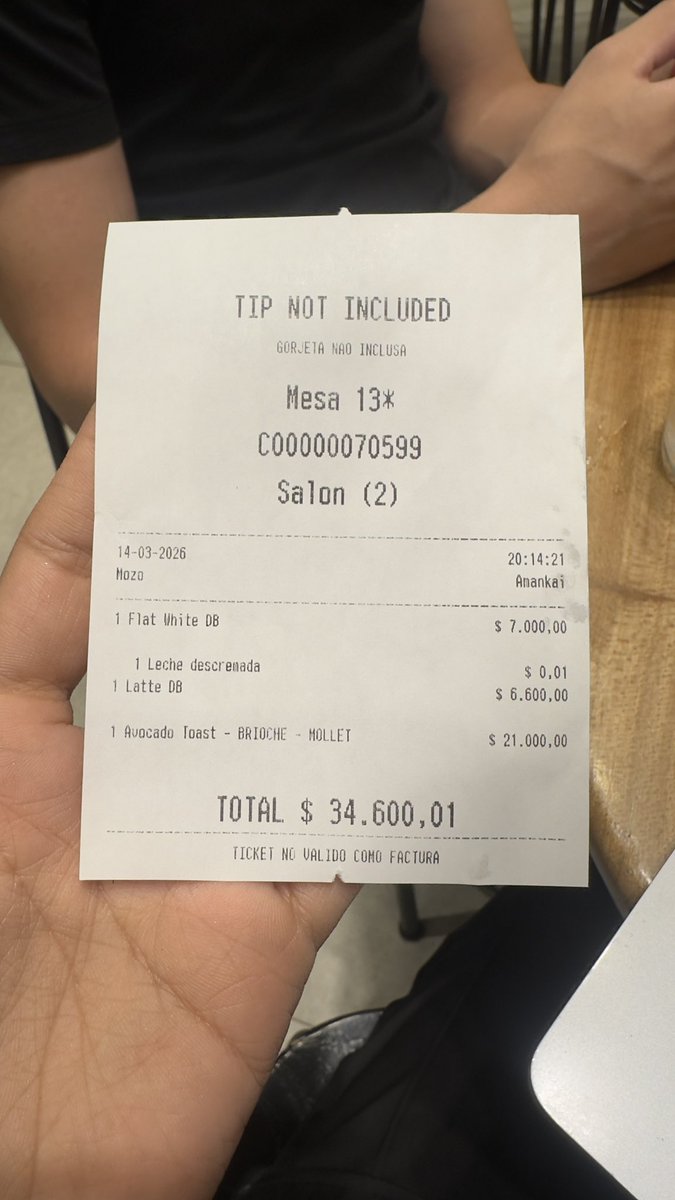 TIP NOT INCLUDED
GORJETA NAO INCLUSA
Mesa 13*
C00000070599
Salon (2)
14-03-2026 20:14:21
Mozo Amankai
1 Flat White DB $ 7.000,00
1 Leche descremada $ 0,01
1 Latte DB $ 6.600,00
1 Avocado Toast - BRIOCHE - MOLLET $ 21.000,00
TOTAL $ 34.600,01
TICKET NO VALIDO COMO FACTURA